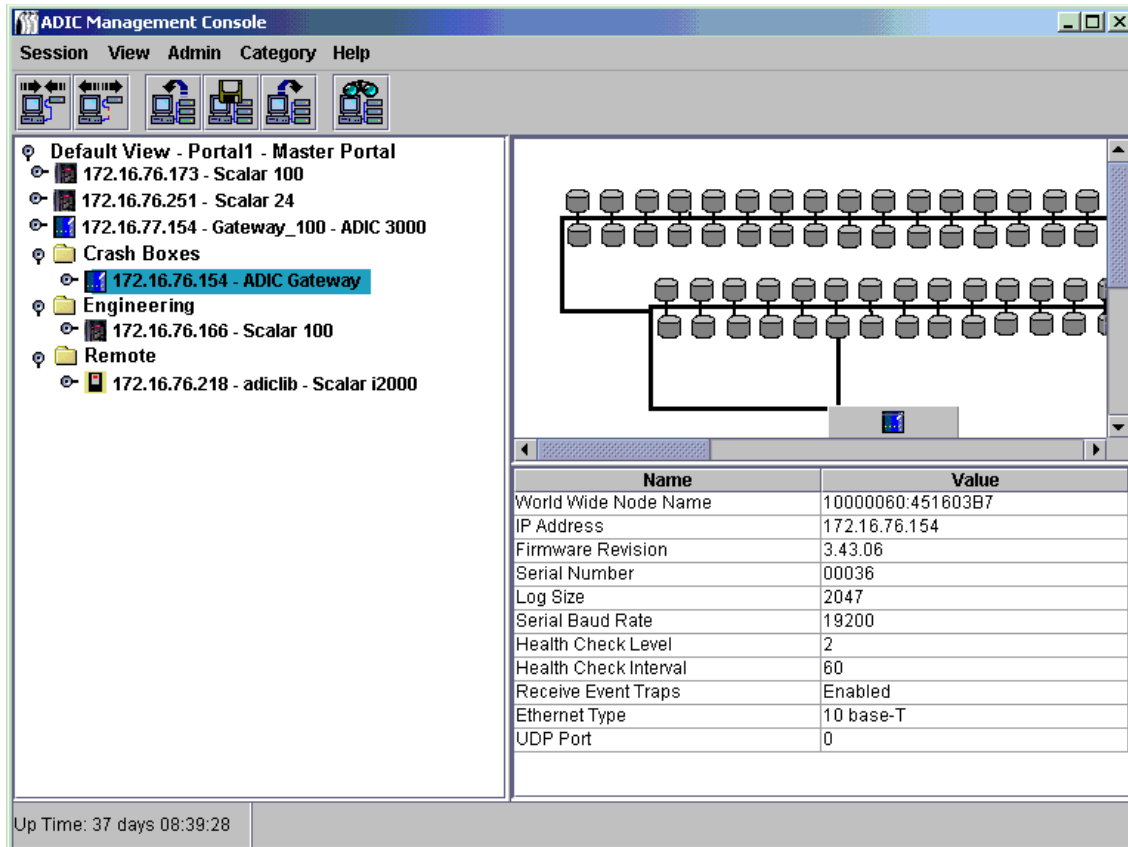 ADIC Management Console
Session View Admin Category Help
Default View - Portal1 - Master Portal
172.16.76.173 - Scalar 100
172.16.76.251 - Scalar 24
172.16.77.154 - Gateway_100 - ADIC 3000
Crash Boxes
172.16.76.154 - ADIC Gateway
Engineering
172.16.76.166 - Scalar 100
Remote
172.16.76.218 - adiclib - Scalar i2000
Name Value
World Wide Node Name 10000060:451603B7
IP Address 172.16.76.154
Firmware Revision 3.43.06
Serial Number 00036
Log Size 2047
Serial Baud Rate 19200
Health Check Level 2
Health Check Interval 60
Receive Event Traps Enabled
Ethernet Type 10 base-T
UDP Port 0
Up Time: 37 days 08:39:28